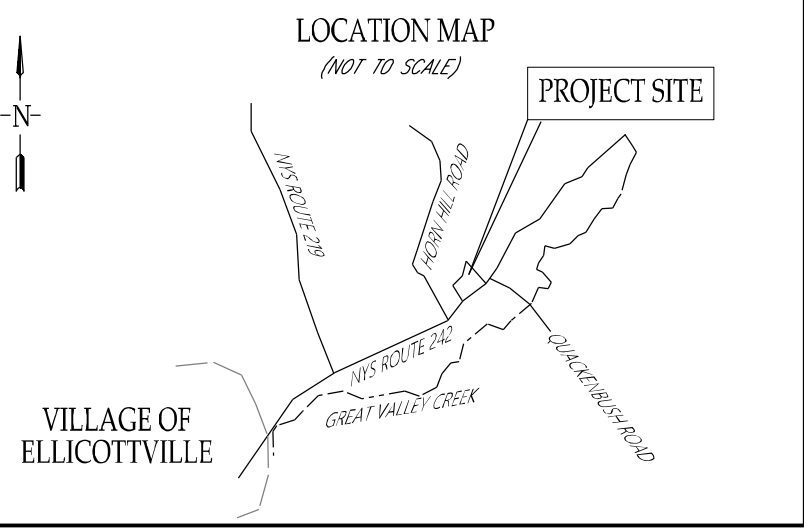 LOCATION MAP
(NOT TO SCALE)
PROJECT SITE
N
NYS ROUTE 219
HORN HILL ROAD
NYS ROUTE 242
QUACKENBUSH ROAD
GREAT VALLEY CREEK
VILLAGE OF
ELLICOTTVILLE